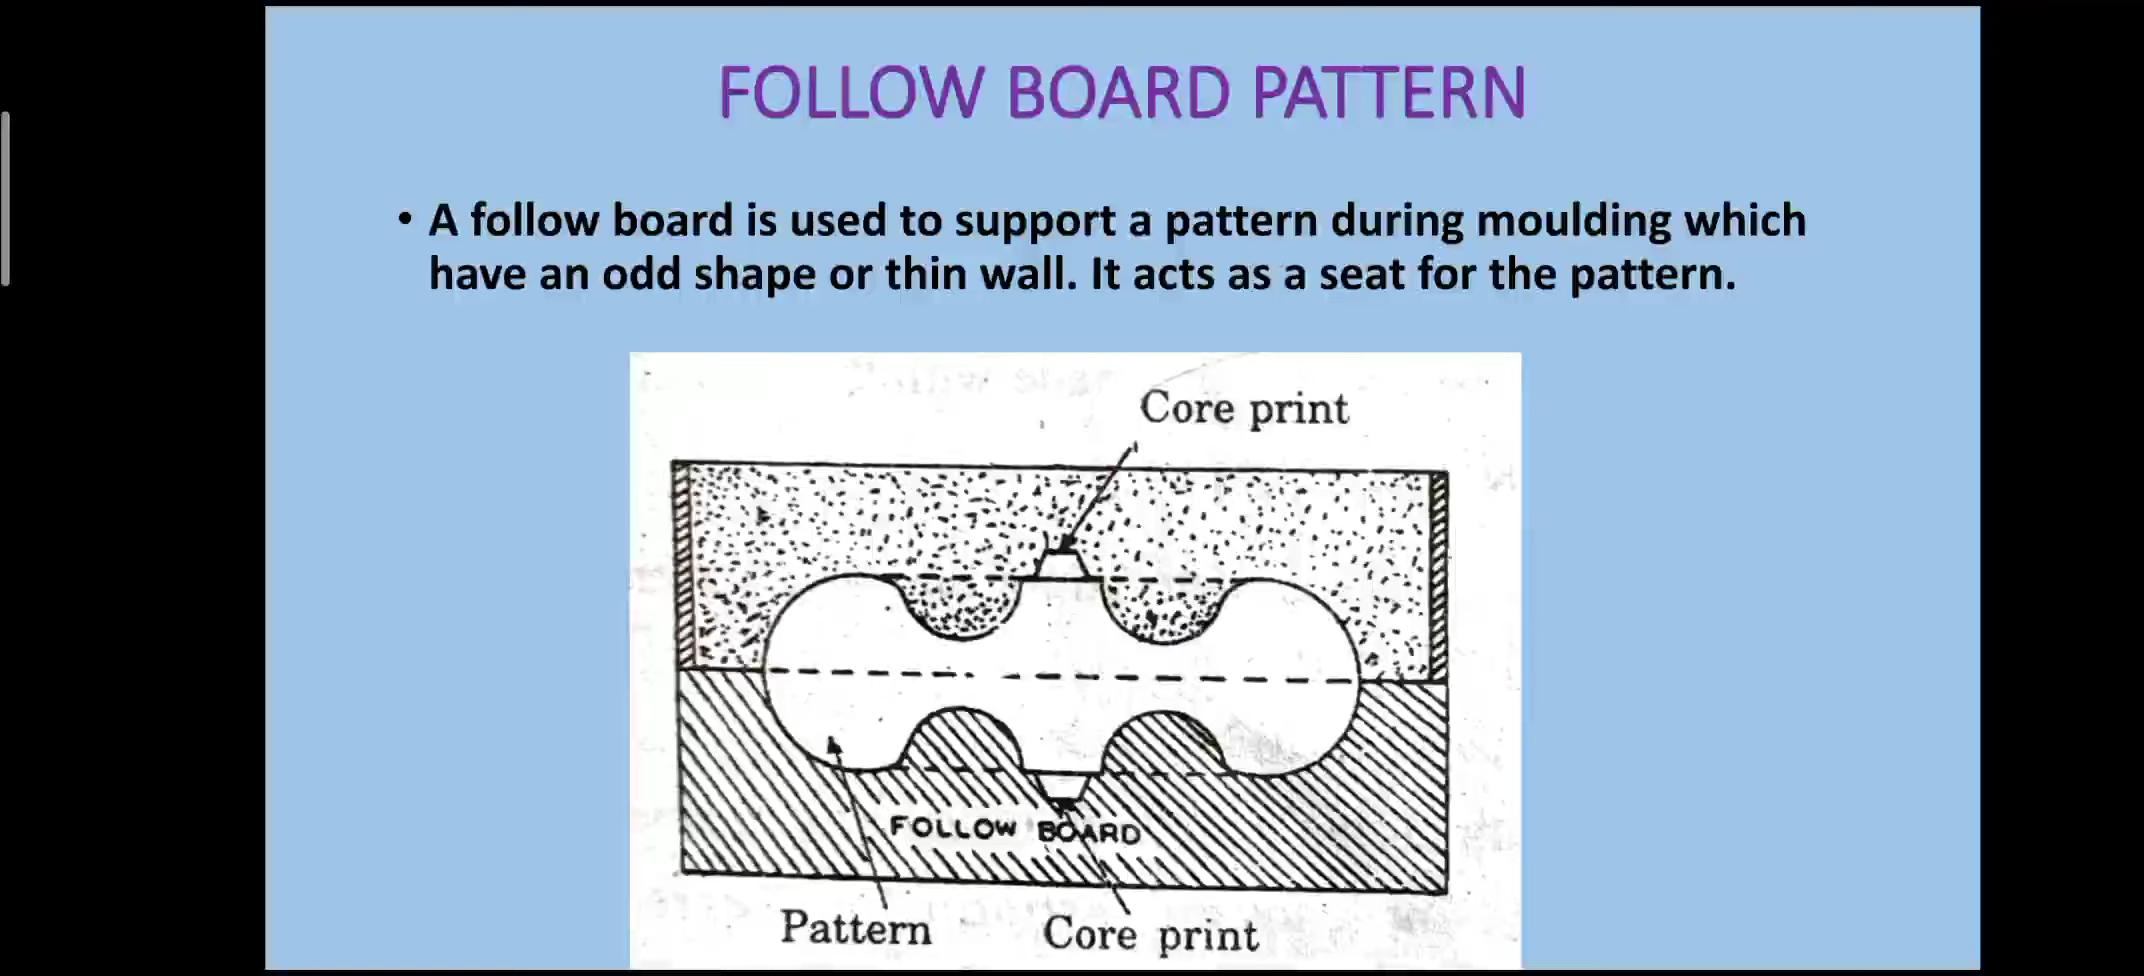 FOLLOW BOARD PATTERN
• A follow board is used to support a pattern during moulding which
have an odd shape or thin wall. It acts as a seat for the pattern.
Core print
FOLLOW BOARD
Pattern
Core print